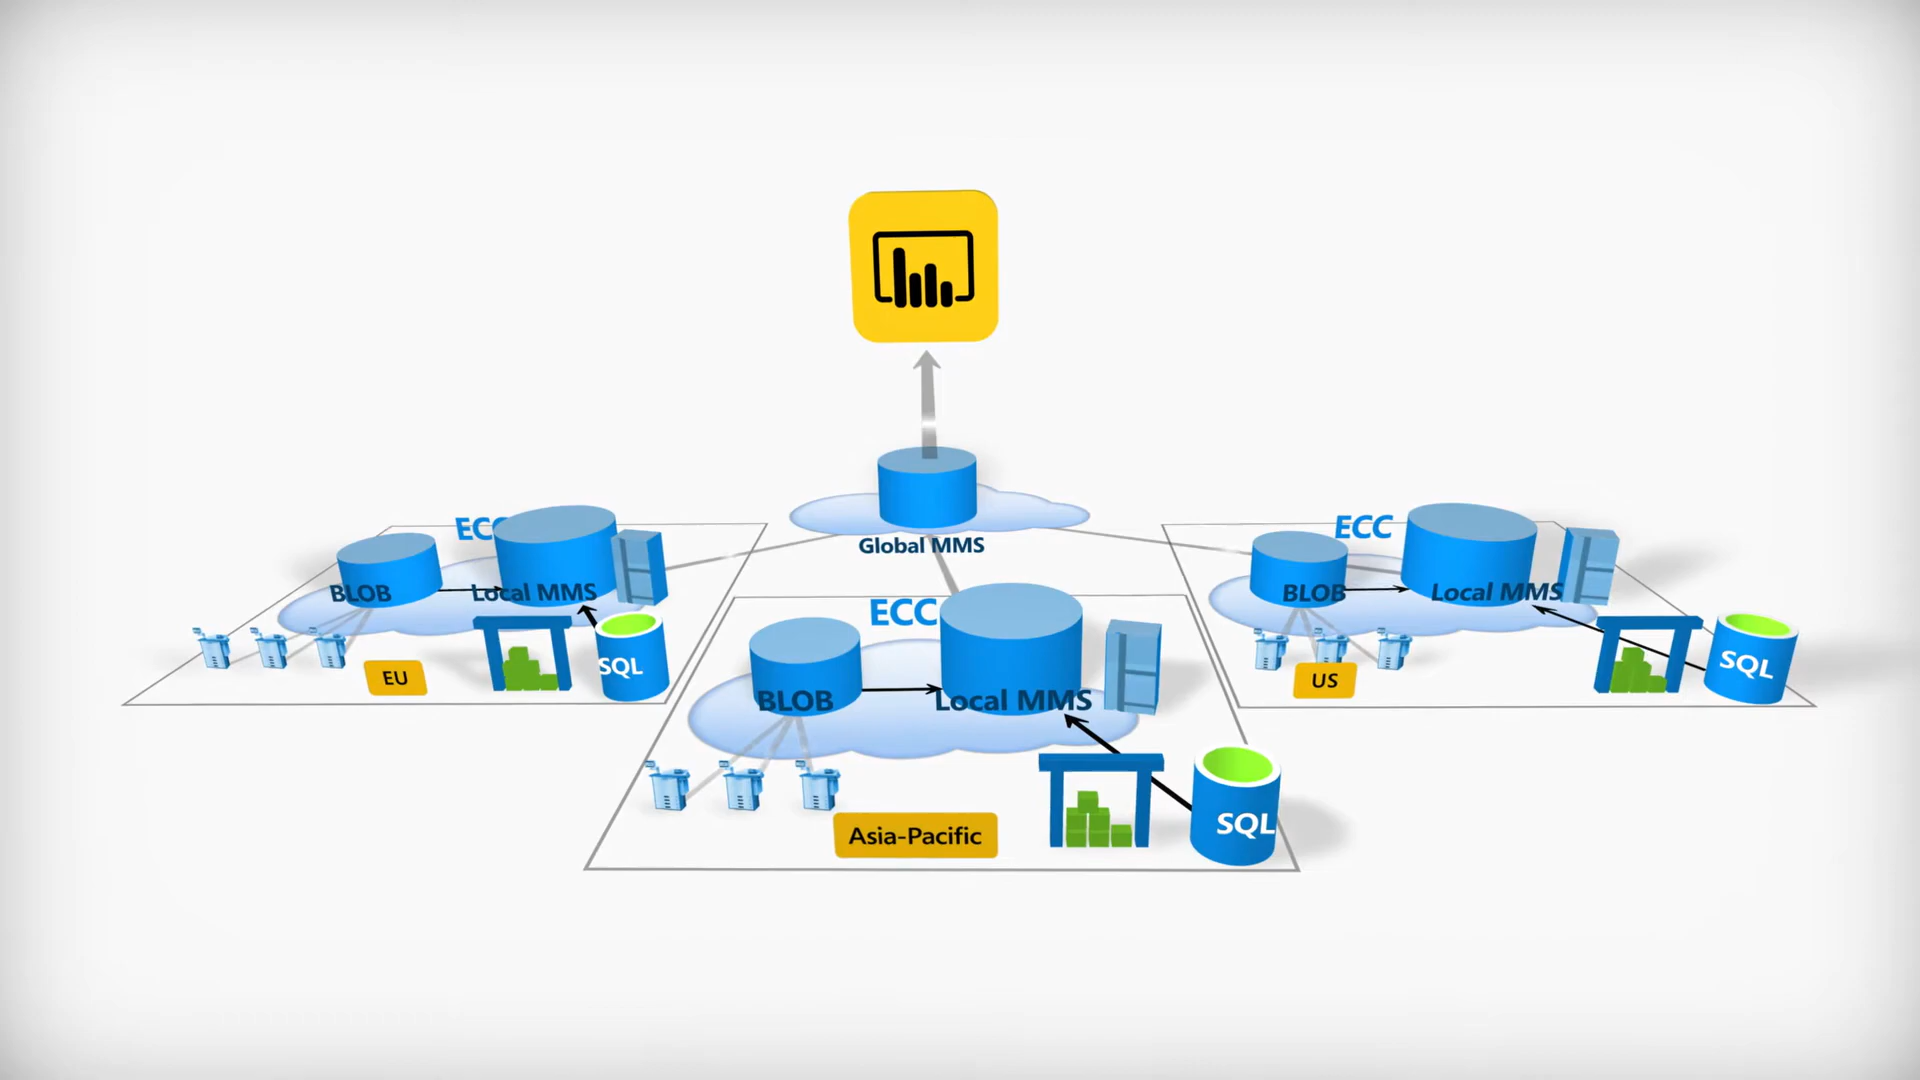 Global MMS
ECC
BLOB
Local MMS
EU
SQL
ECC
BLOB
Local MMS
Asia-Pacific
SQL
ECC
BLOB
Local MMS
US
SQL